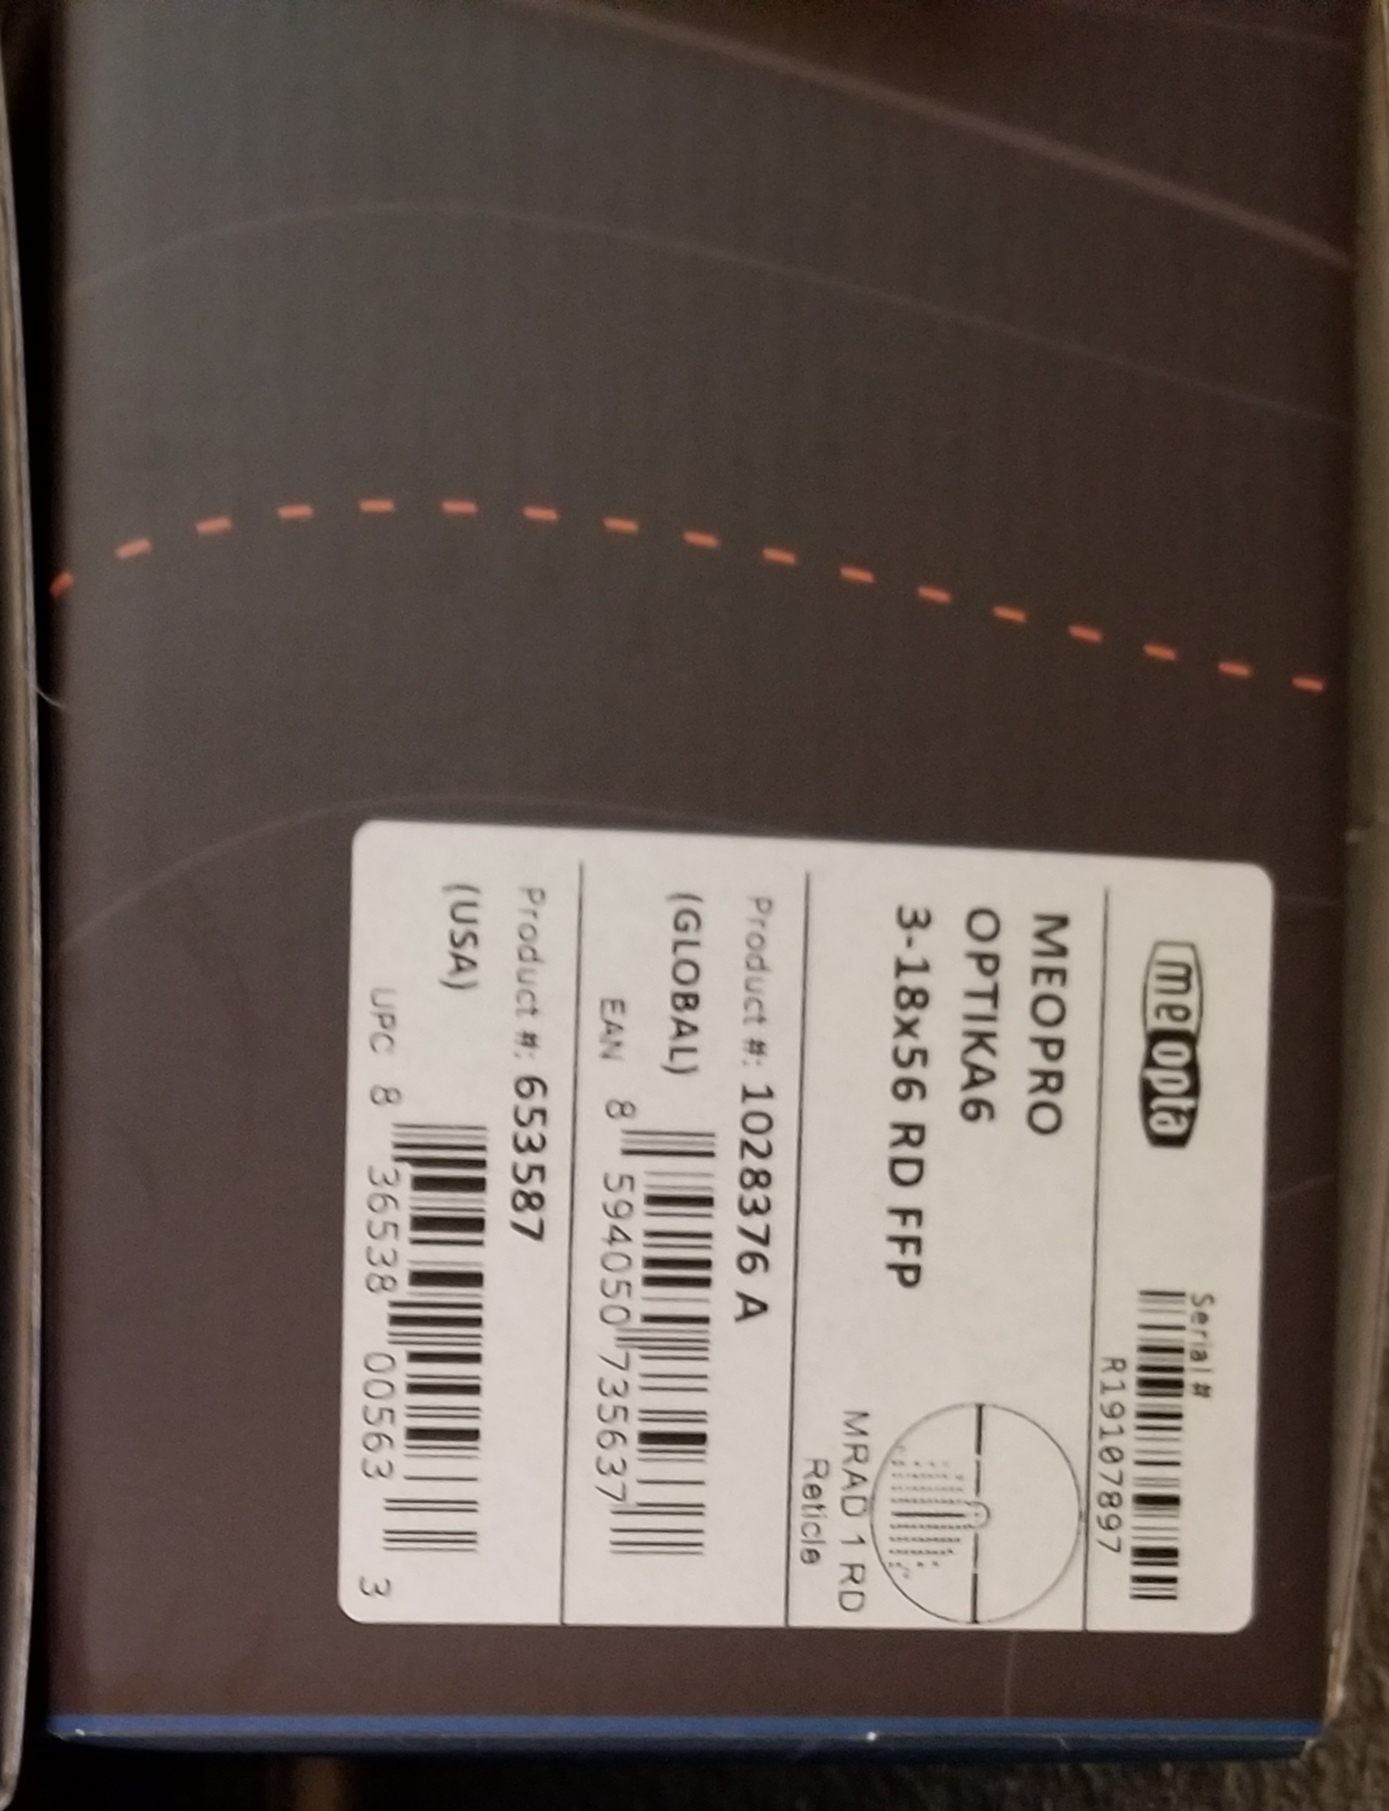 meopta
Serial #
R19107897
MEOPRO
OPTIKA6
3-18x56 RD FFP
MRAD 1 RD
Reticle
Product #: 1028376 A
(GLOBAL)
EAN 8 594050 735637
Product #: 653587
(USA)
UPC 8 36538 00563 3